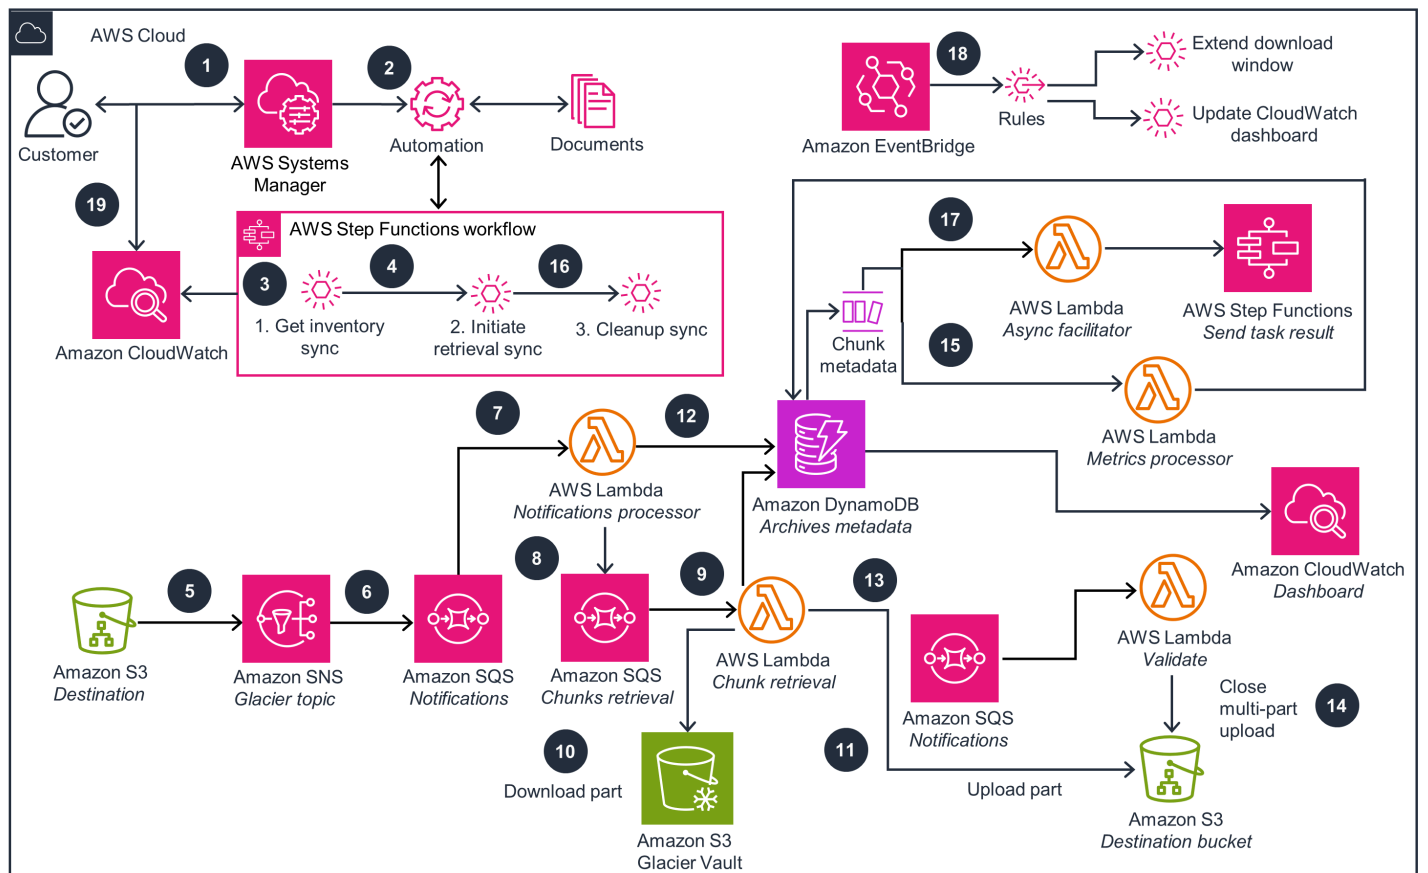 AWS Cloud
1
2
18
Extend download
window
Rules
Update CloudWatch
dashboard
Amazon EventBridge
Customer
AWS Systems
Manager
Automation
Documents
19
AWS Step Functions workflow
3
4
16
1. Get inventory
sync
2. Initiate
retrieval sync
3. Cleanup sync
Amazon CloudWatch
17
AWS Lambda
Async facilitator
AWS Step Functions
Send task result
Chunk
metadata
15
AWS Lambda
Metrics processor
7
12
AWS Lambda
Notifications processor
Amazon DynamoDB
Archives metadata
Amazon CloudWatch
Dashboard
5
6
8
9
13
Amazon S3
Destination
Amazon SNS
Glacier topic
Amazon SQS
Notifications
Amazon SQS
Chunks retrieval
AWS Lambda
Chunk retrieval
Amazon SQS
Notifications
AWS Lambda
Validate
Close
multi-part
upload
14
10
Download part
11
Upload part
Amazon S3
Glacier Vault
Amazon S3
Destination bucket